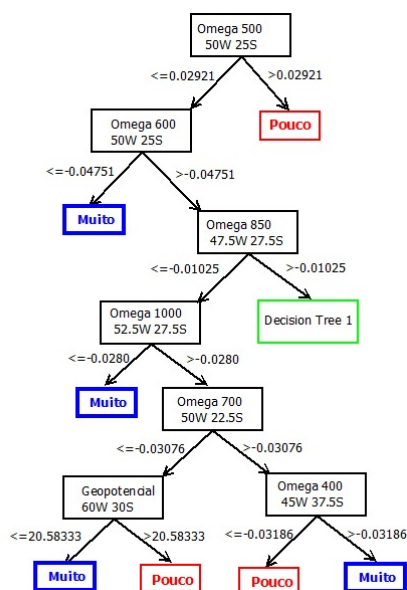 Omega 500
50W 25S
<=0.02921
>0.02921
Omega 600
50W 25S
Pouco
<=-0.04751
>-0.04751
Muito
Omega 850
47.5W 27.5S
<=-0.01025
>-0.01025
Omega 1000
52.5W 27.5S
Decision Tree 1
<=-0.0280
>-0.0280
Muito
Omega 700
50W 22.5S
<=-0.03076
>-0.03076
Geopotencial
60W 30S
Omega 400
45W 37.5S
<=20.58333
>20.58333
<=-0.03186
>-0.03186
Muito
Pouco
Pouco
Muito